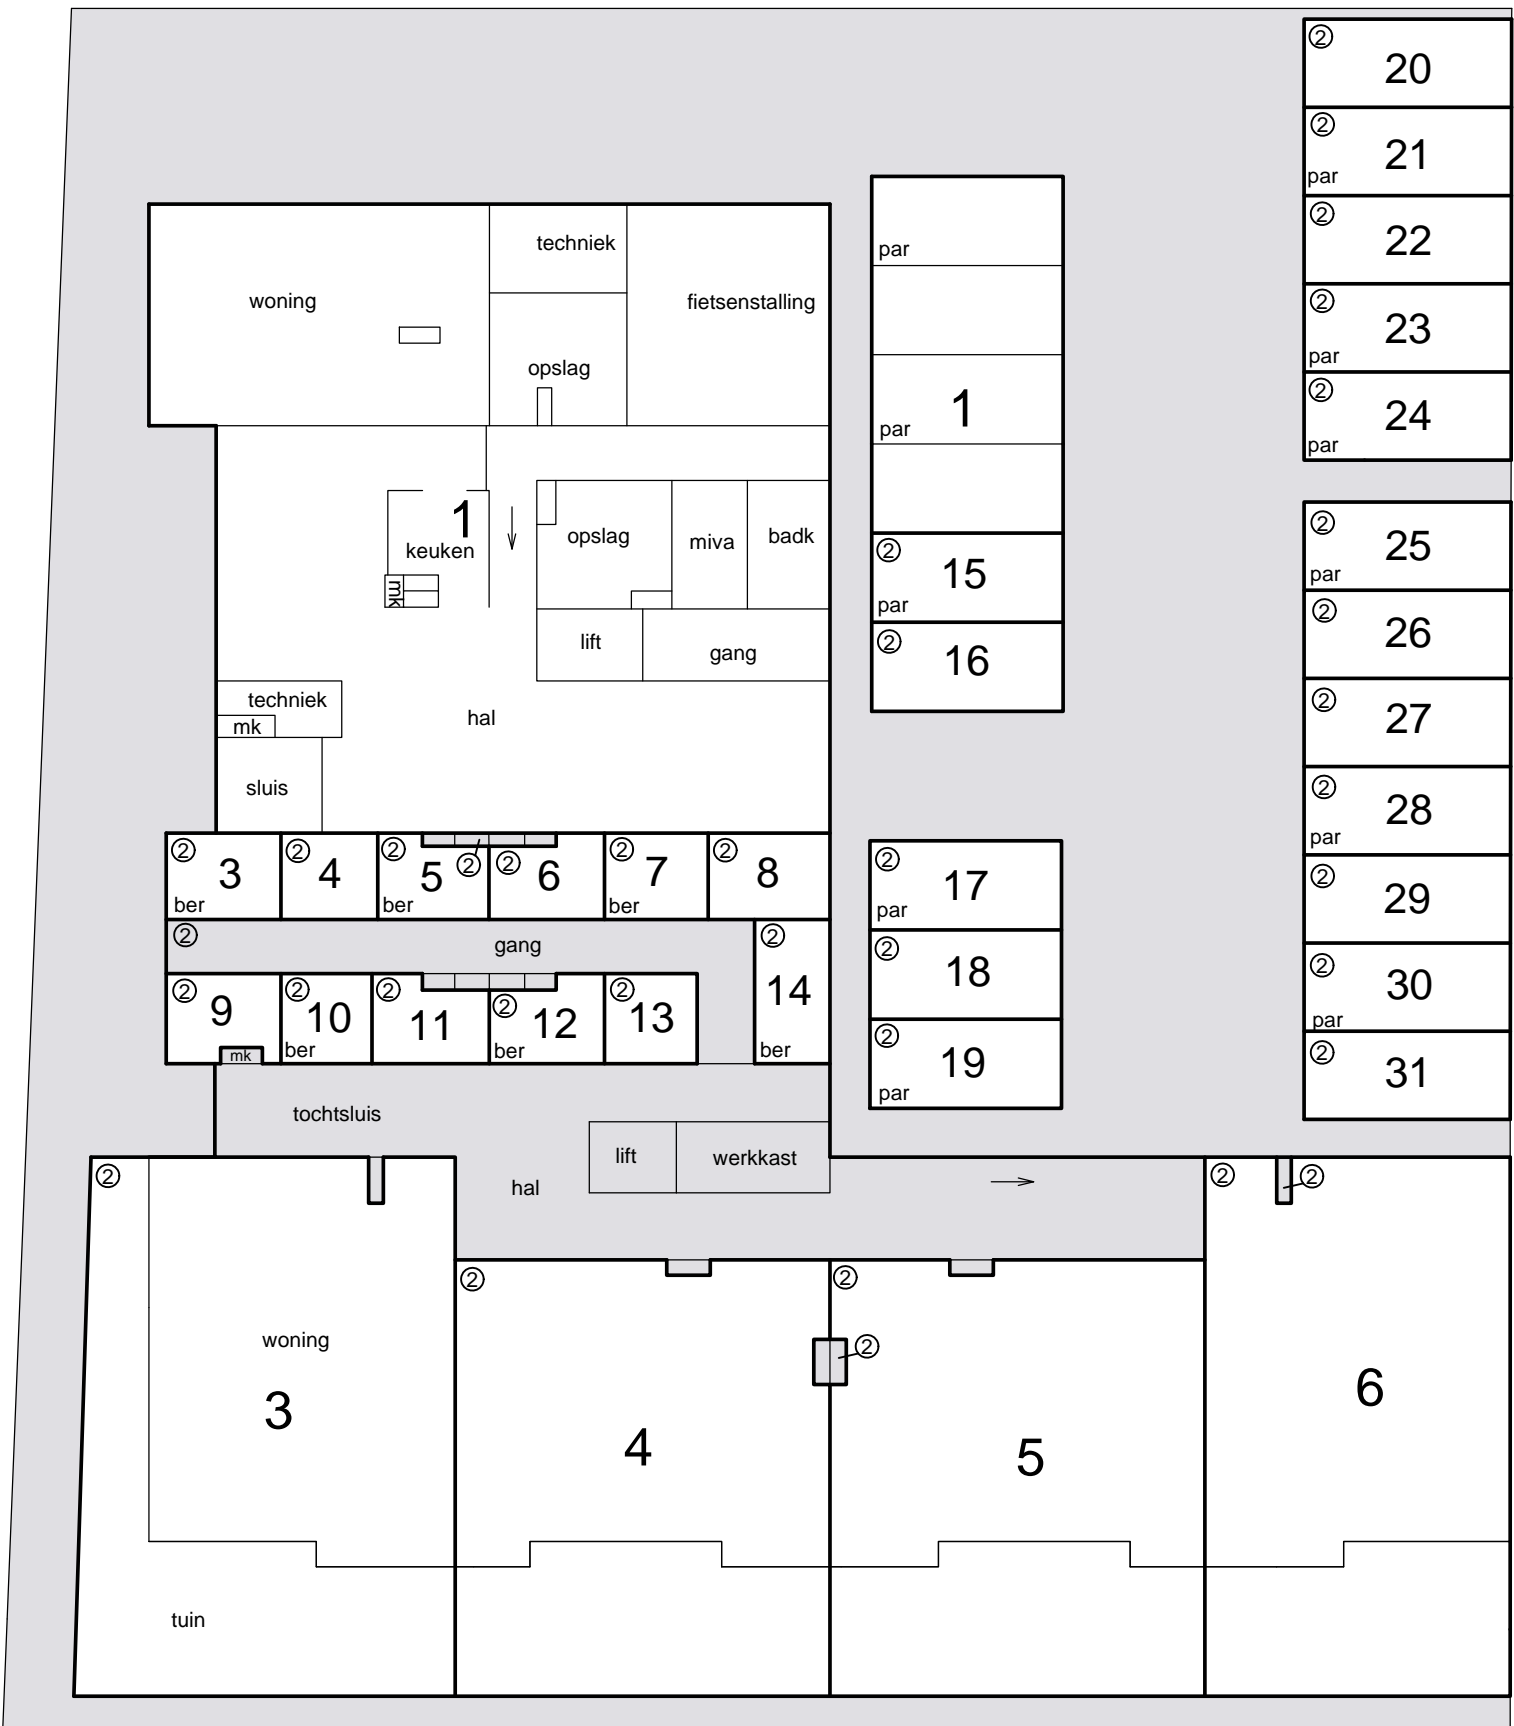 ② 20
② 21
par
② 22
② 23
par
② 24
par
② 25
par
② 26
② 27
② 28
par
② 29
② 30
par
② 31
par
1
par
② 15
par
② 16
② 17
par
② 18
② 19
par
woning
techniek
fietsenstalling
opslag
1
keuken
mk
opslag
miva
badk
lift
gang
techniek
mk
hal
sluis
② 3
ber
② 4
② 5 ②
ber
② 6
② 7
ber
② 8
② gang
② 9
mk
② 10
ber
② 11
② 12
ber
② 13
② 14
ber
tochtsluis
lift
werkkast
hal
②
woning
3
tuin
②
4
②
②
5
② ②
6